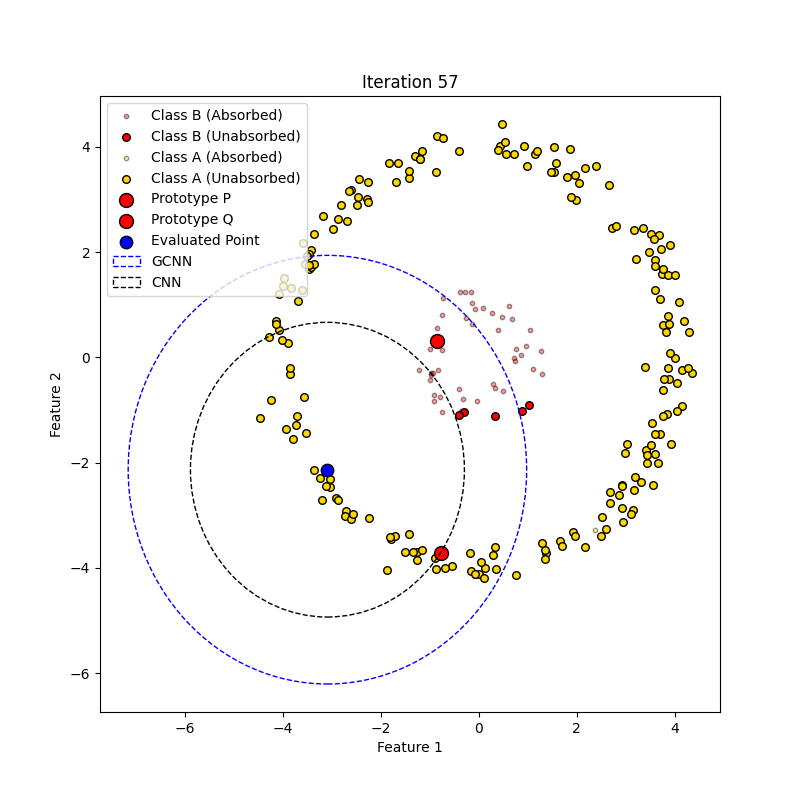 Iteration 57
Class B (Absorbed)
Class B (Unabsorbed)
Class A (Absorbed)
Class A (Unabsorbed)
Prototype P
Prototype Q
Evaluated Point
GCNN
CNN
4
2
0
−2
−4
−6
Feature 2
−6
−4
−2
0
2
4
Feature 1